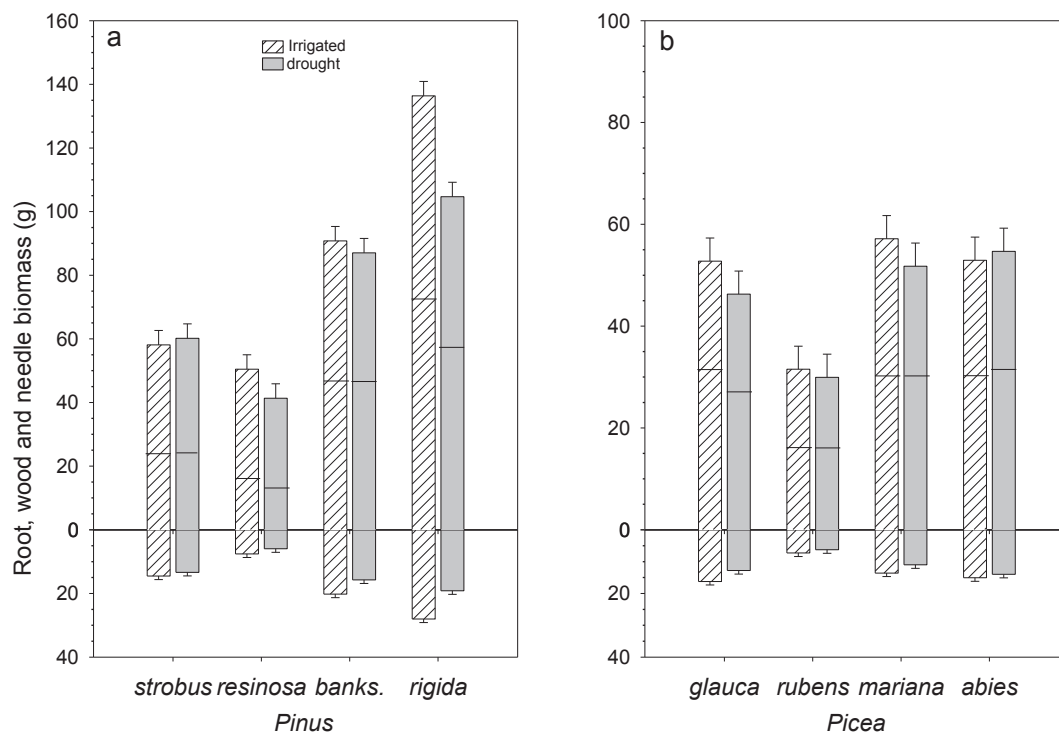 a
Irrigated
drought
Root, wood and needle biomass (g)
160
140
120
100
80
60
40
20
0
20
40
strobus resinosa banks. rigida
Pinus
b
100
80
60
40
20
0
20
40
60
glauca rubens mariana abies
Picea